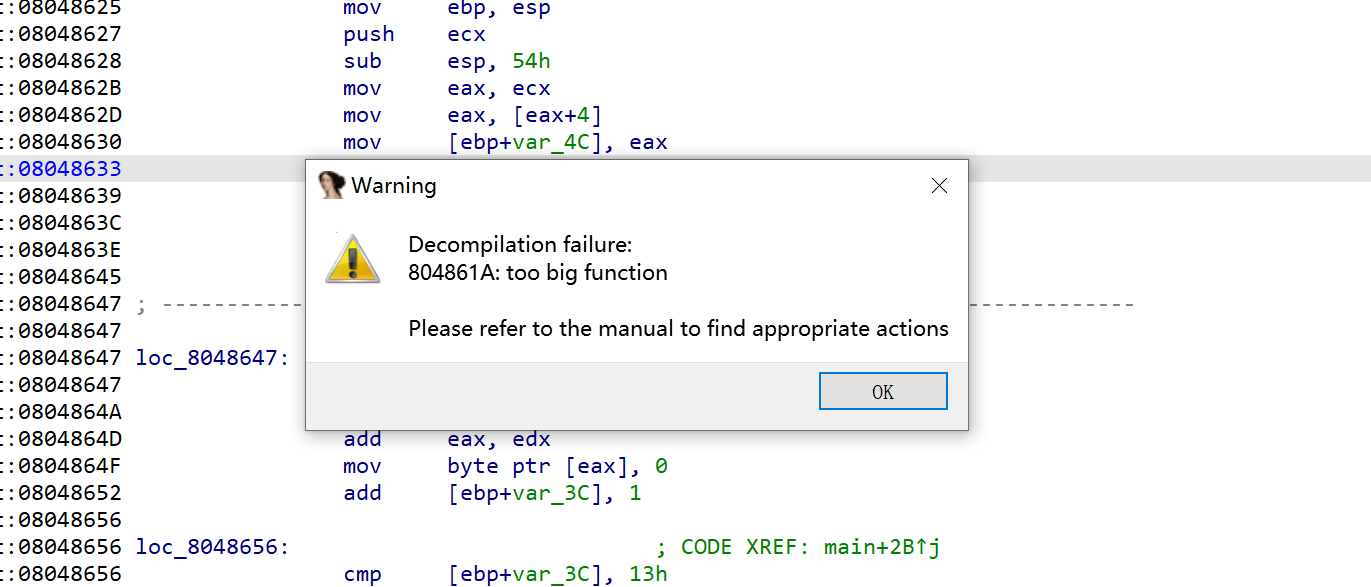 :08048625 mov ebp, esp
:08048627 push ecx
:08048628 sub esp, 54h
:0804862B mov eax, ecx
:0804862D mov eax, [eax+4]
:08048630 mov [ebp+var_4C], eax
:08048633
:08048639
:0804863C
:0804863E
:08048645
:08048647 ; ---------------------------------------------------------------------------
:08048647
:08048647 loc_8048647:
:08048647
:0804864A
:0804864D add eax, edx
:0804864F mov byte ptr [eax], 0
:08048652 add [ebp+var_3C], 1
:08048656
:08048656 loc_8048656: ; CODE XREF: main+2B↑j
:08048656 cmp [ebp+var_3C], 13h
Warning
Decompilation failure:
804861A: too big function
Please refer to the manual to find appropriate actions
OK